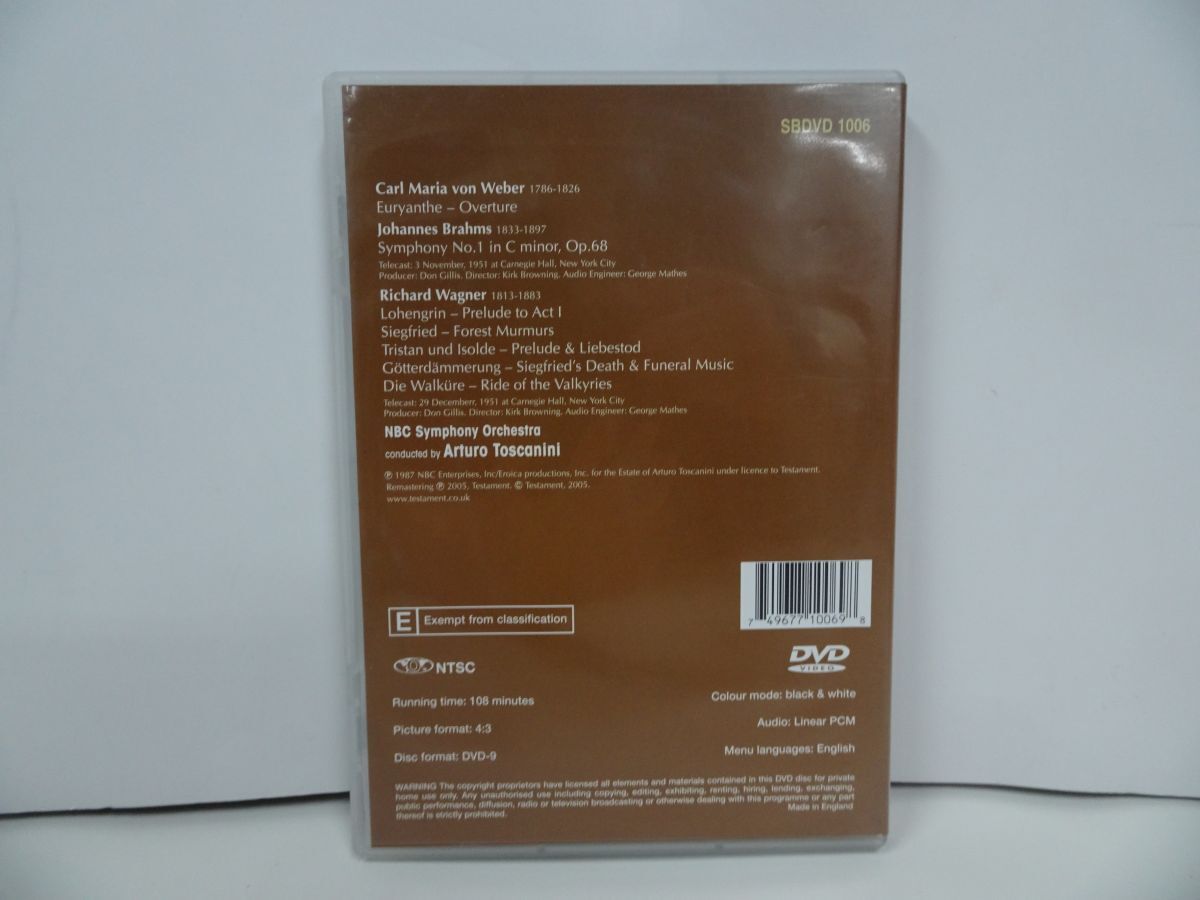 SBDVD 1006
Carl Maria von Weber 1786-1826
Euryanthe – Overture
Johannes Brahms 1833-1897
Symphony No.1 in C minor, Op.68
Telecast: 3 November, 1951 at Carnegie Hall, New York City
Producer: Don Gillis. Director: Kirk Browning. Audio Engineer: George Mathes
Richard Wagner 1813-1883
Lohengrin – Prelude to Act I
Siegfried – Forest Murmurs
Tristan und Isolde – Prelude & Liebestod
Götterdämmerung – Siegfried's Death & Funeral Music
Die Walküre – Ride of the Valkyries
Telecast: 29 Decemberr, 1951 at Carnegie Hall, New York City
Producer: Don Gillis. Director: Kirk Browning. Audio Engineer: George Mathes
NBC Symphony Orchestra
conducted by Arturo Toscanini
℗ 1987 NBC Enterprises, Inc/Eroica productions, Inc. for the Estate of Arturo Toscanini under licence to Testament.
Remastering ℗ 2005, Testament. © Testament, 2005.
www.testament.co.uk
7 49677 10069 8
E Exempt from classification
DVD
VIDEO
NTSC
Running time: 108 minutes
Colour mode: black & white
Picture format: 4:3
Audio: Linear PCM
Disc format: DVD-9
Menu languages: English
WARNING The copyright proprietors have licensed all elements and materials contained in this DVD disc for private
home use only. Any unauthorised use including copying, editing, exhibiting, renting, hiring, lending, exchanging,
public performance, diffusion, radio or television broadcasting or otherwise dealing with this programme or any part
thereof is strictly prohibited.
Made in England